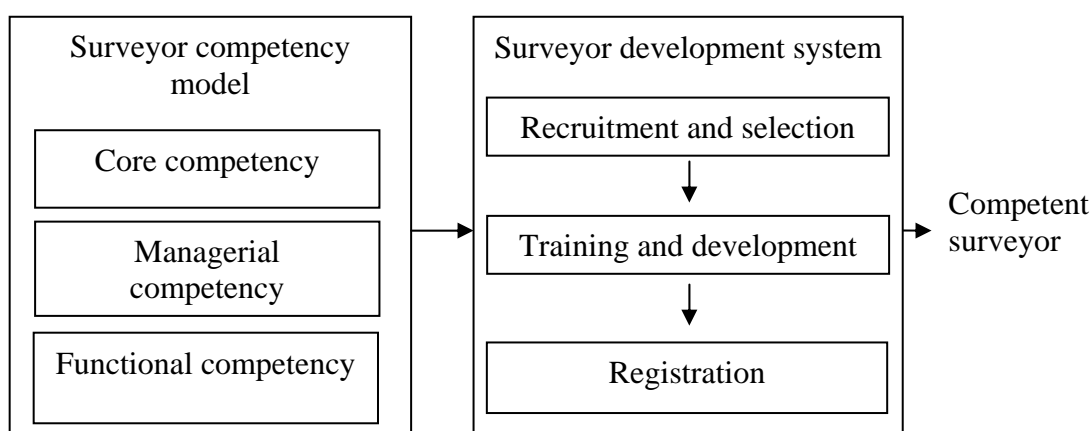 Surveyor competency
model
Core competency
Managerial
competency
Functional competency
Surveyor development system
Recruitment and selection
Training and development
Registration
Competent
surveyor